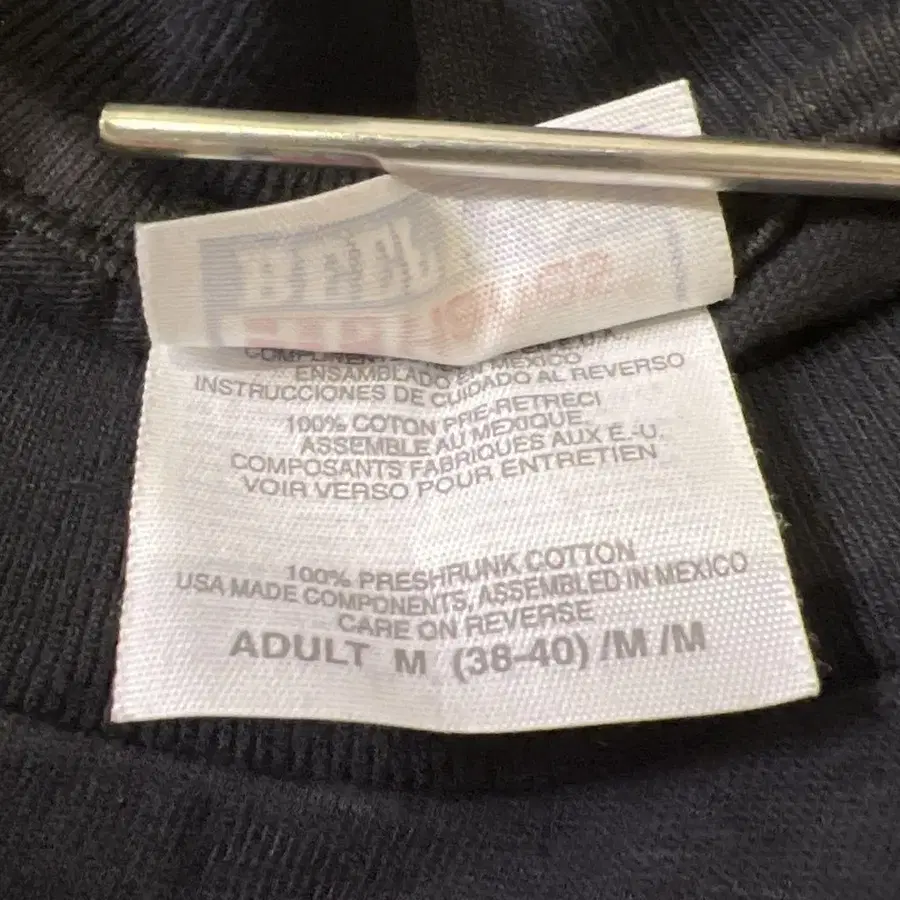 BEEFY
ENSAMBLADO EN MEXICO
INSTRUCCIONES DE CUIDADO AL REVERSO
100% COTON PRE-RETRECI
ASSEMBLE AU MEXIQUE
COMPOSANTS FABRIQUES AUX E.-U.
VOIR VERSO POUR ENTRETIEN
100% PRESHRUNK COTTON
USA MADE COMPONENTS, ASSEMBLED IN MEXICO
CARE ON REVERSE
ADULT M (38-40) /M /M